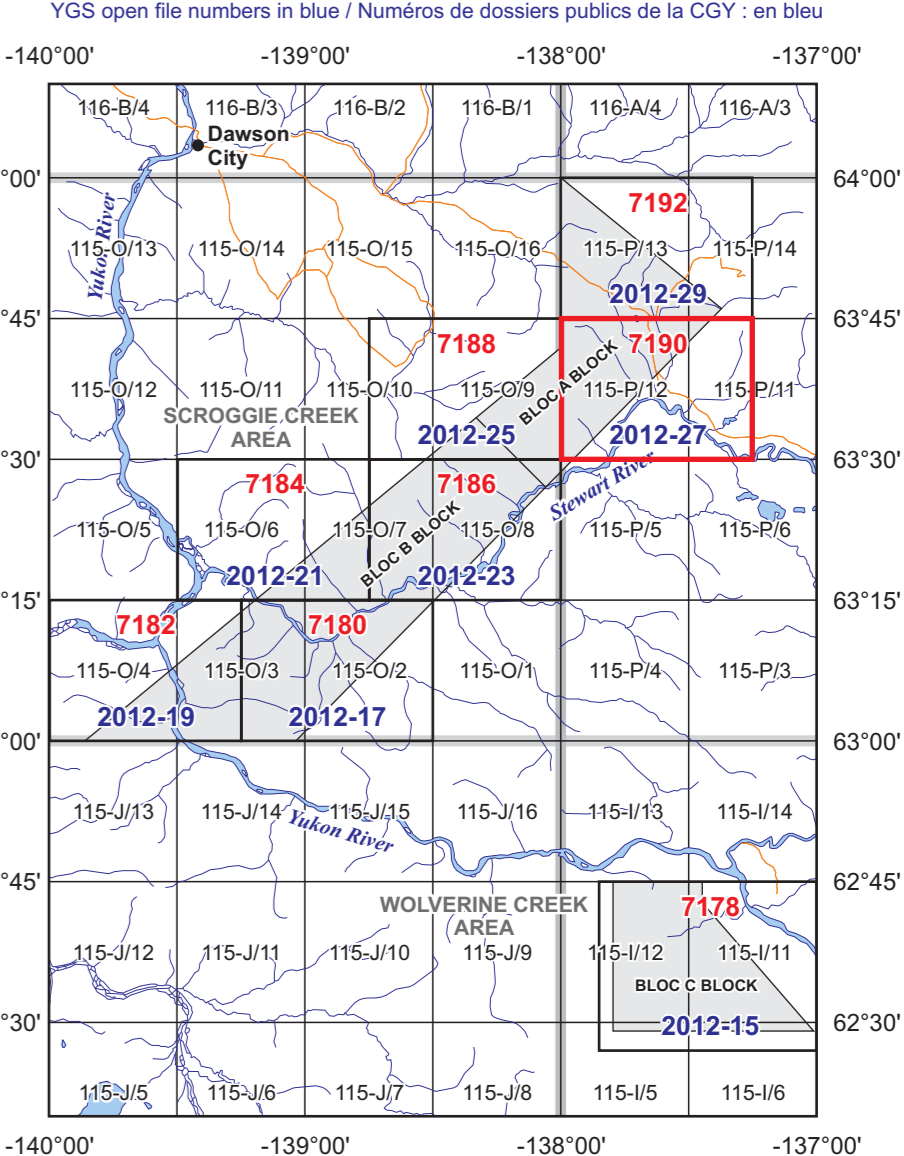 YGS open file numbers in blue / Numéros de dossiers publics de la CGY : en bleu
-140°00' -139°00' -138°00' -137°00'
116-B/4 116-B/3 116-B/2 116-B/1 116-A/4 116-A/3
Dawson
City
°00' 64°00'
7192
Yukon River
115-O/13 115-O/14 115-O/15 115-O/16 115-P/13 115-P/14
2012-29
°45' 63°45'
7188 7190
BLOC A BLOCK
115-O/12 115-O/11 115-O/10 115-O/9 115-P/12 115-P/11
SCROGGIE CREEK
AREA
2012-25 2012-27
°30' 63°30'
7184 7186
Stewart River
115-O/5 115-O/6 115-O/7 115-O/8 115-P/5 115-P/6
BLOC B BLOCK
2012-21 2012-23
°15' 63°15'
7182 7180
115-O/4 115-O/3 115-O/2 115-O/1 115-P/4 115-P/3
2012-19 2012-17
°00' 63°00'
115-J/13 115-J/14 115-J/15 115-J/16 115-I/13 115-I/14
Yukon River
°45' 62°45'
WOLVERINE CREEK
AREA
7178
115-J/12 115-J/11 115-J/10 115-J/9 115-I/12 115-I/11
BLOC C BLOCK
2012-15
°30' 62°30'
115-J/5 115-J/6 115-J/7 115-J/8 115-I/5 115-I/6
-140°00' -139°00' -138°00' -137°00'